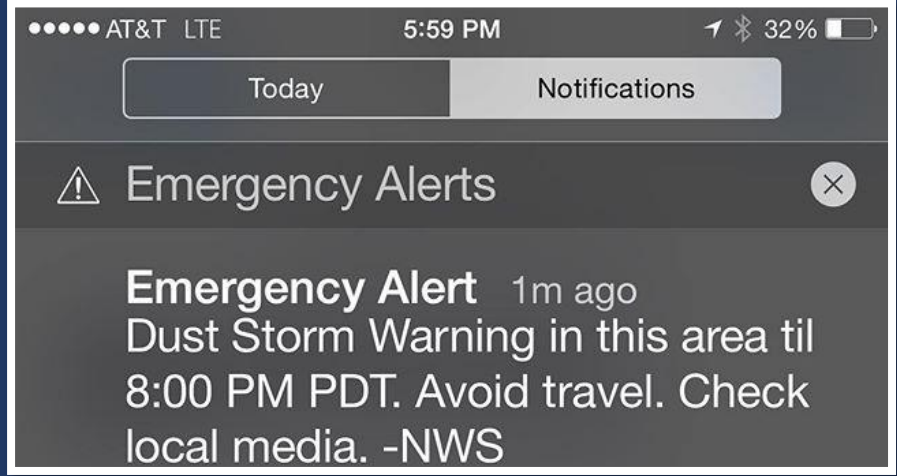 AT&T LTE 5:59 PM 32%
Today Notifications
Emergency Alerts
Emergency Alert 1m ago
Dust Storm Warning in this area til
8:00 PM PDT. Avoid travel. Check
local media. -NWS